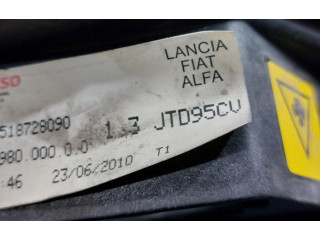 LANCIA
FIAT
ALFA
518728090
1.3 JTD95CV
980.000.0.0
:46 23/06/2010 T1